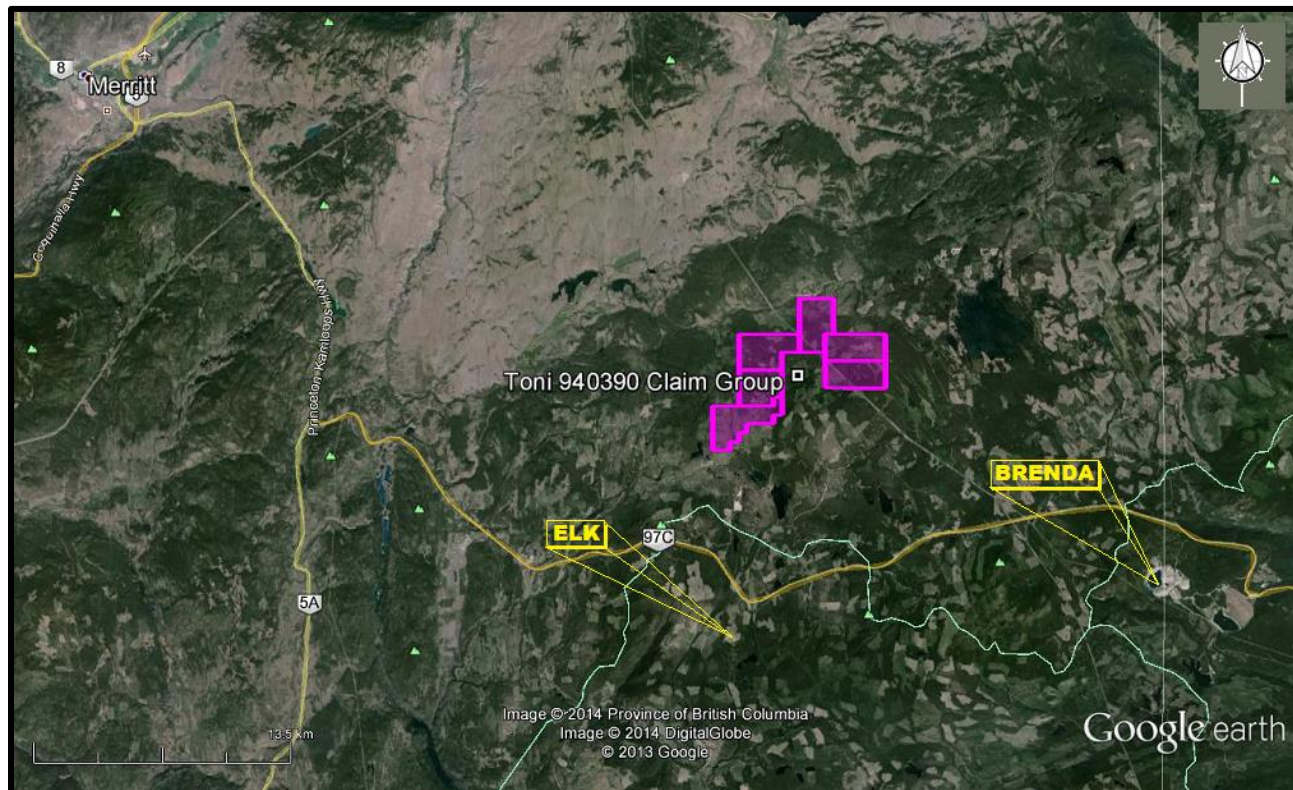 8
Merritt
Coquihalla Hwy
Princeton Kamloops Hwy
Toni 940390 Claim Group
BRENDA
ELK
97C
5A
Image © 2014 Province of British Columbia
Image © 2014 DigitalGlobe
© 2013 Google
13.5 km
Google earth